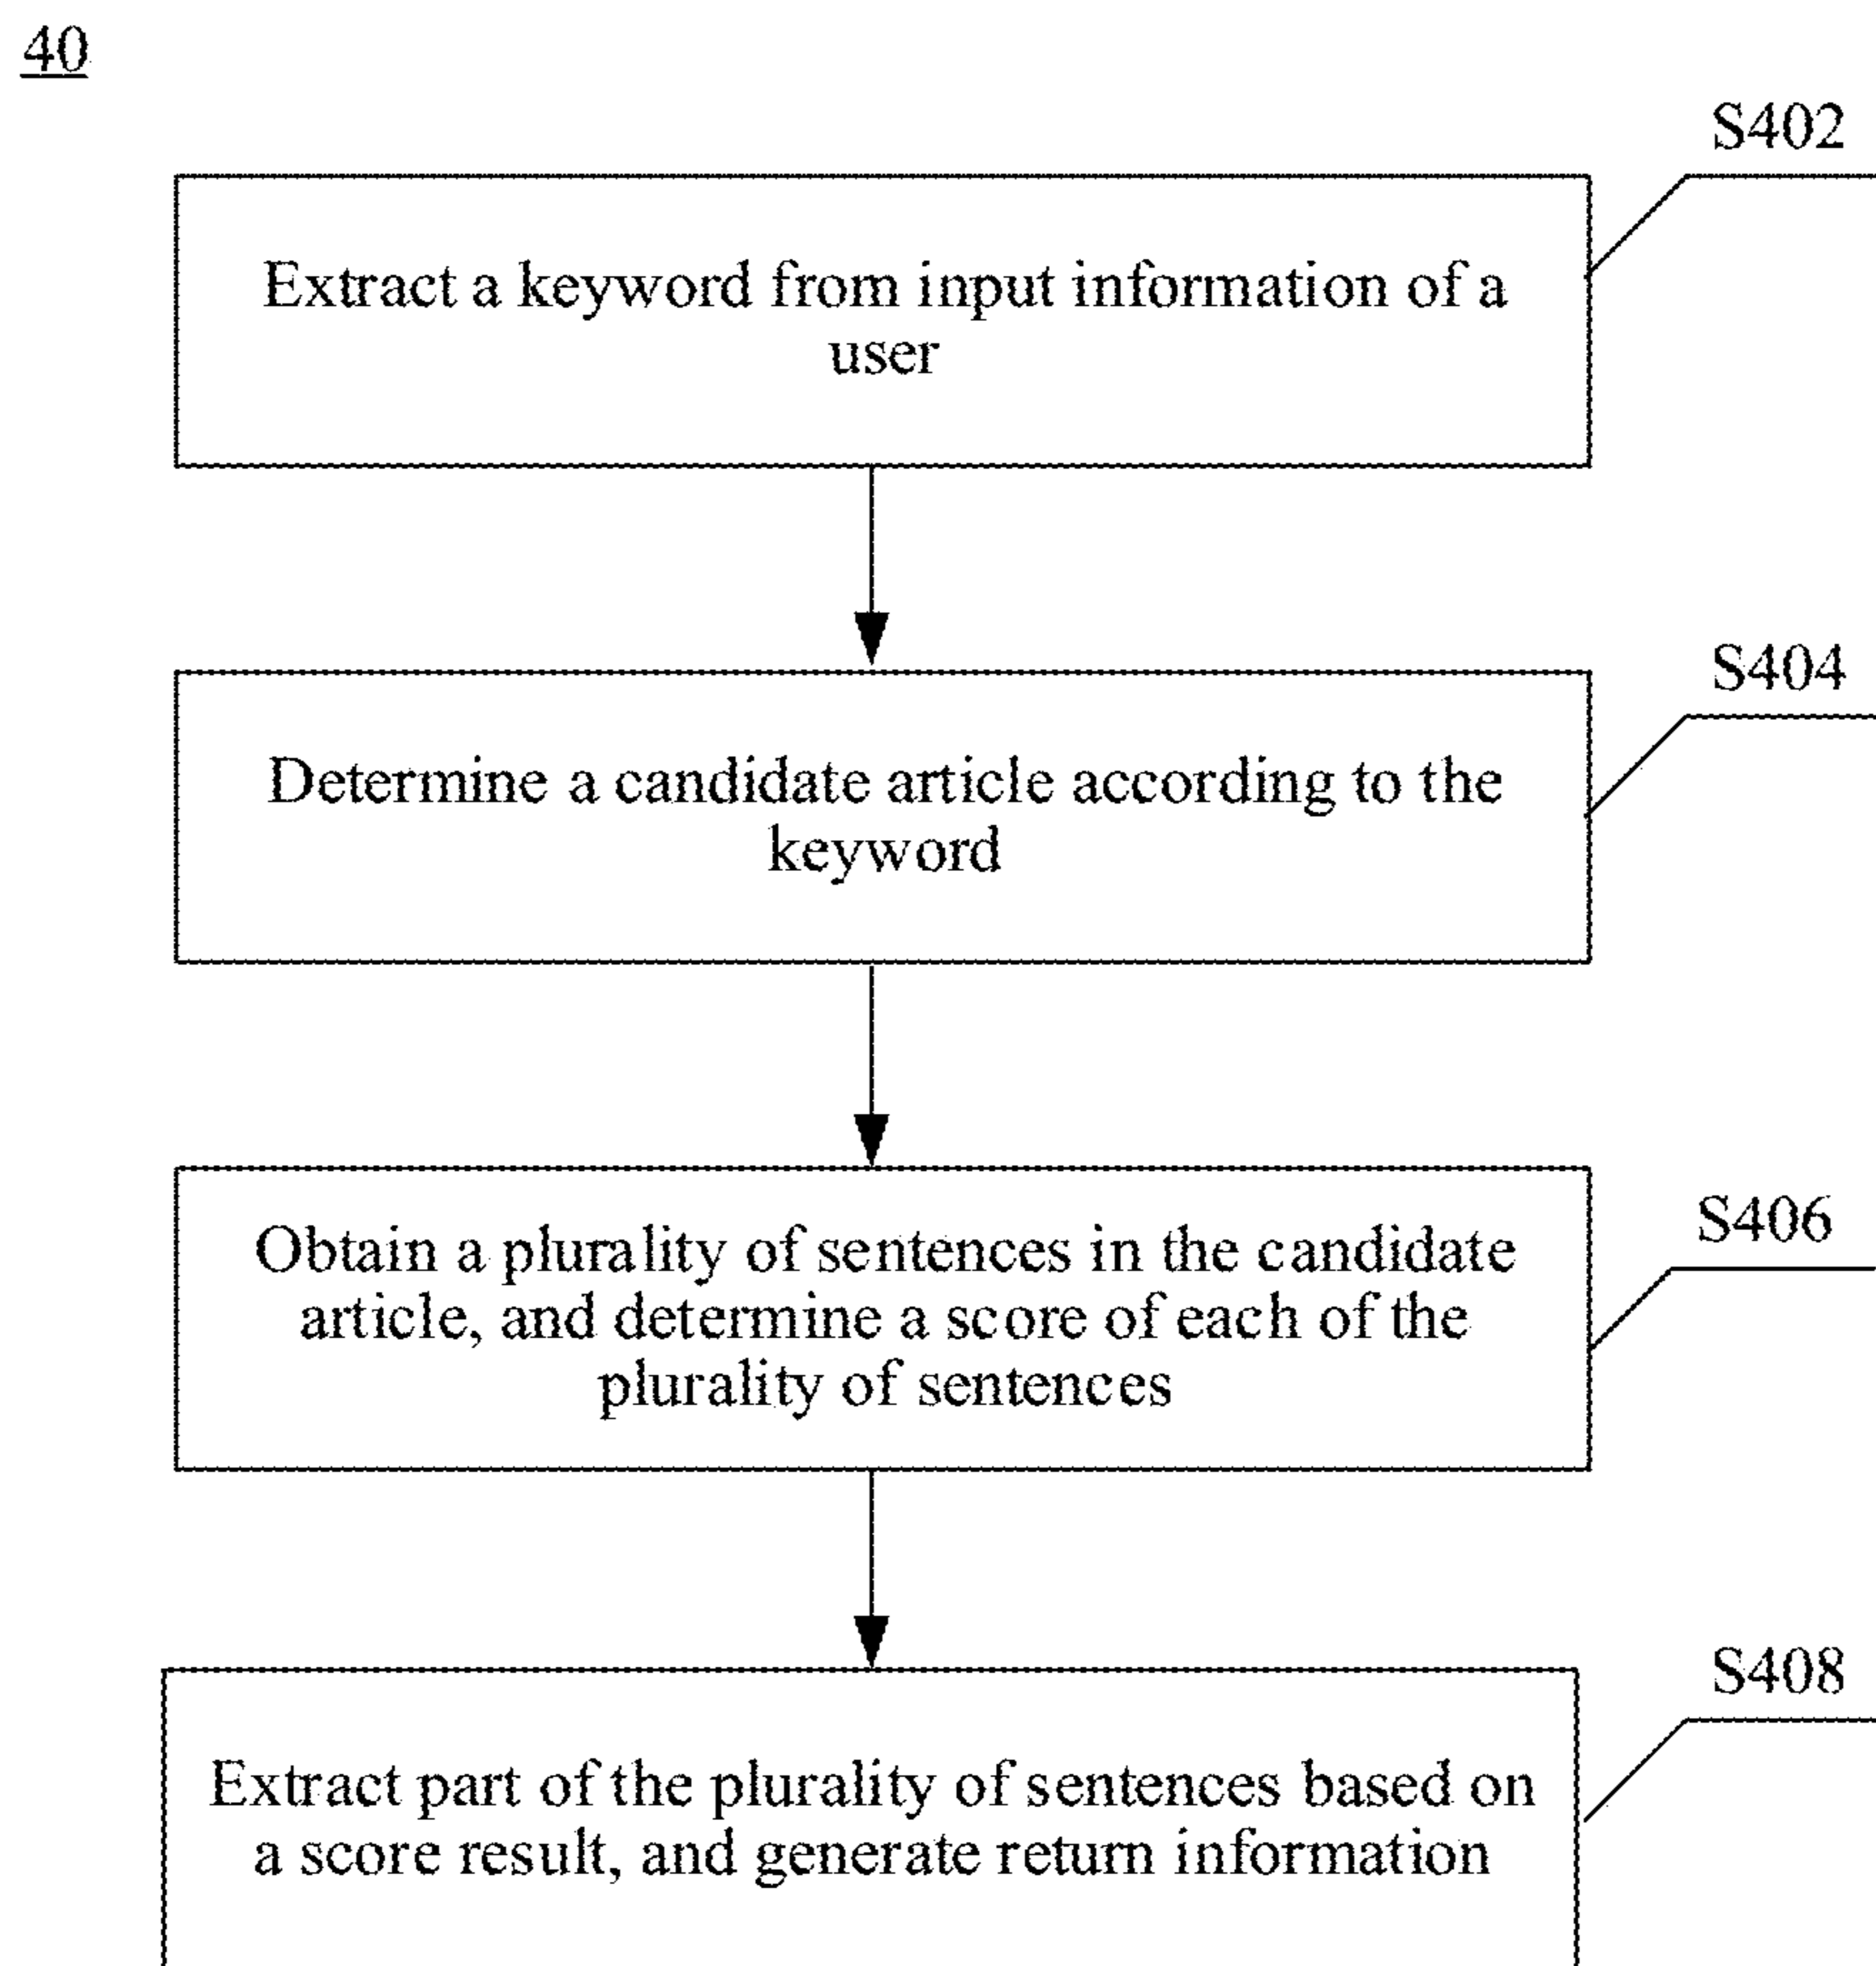 40
S402
Extract a keyword from input information of a
user
S404
Determine a candidate article according to the
keyword
S406
Obtain a plurality of sentences in the candidate
article, and determine a score of each of the
plurality of sentences
S408
Extract part of the plurality of sentences based on
a score result, and generate return information